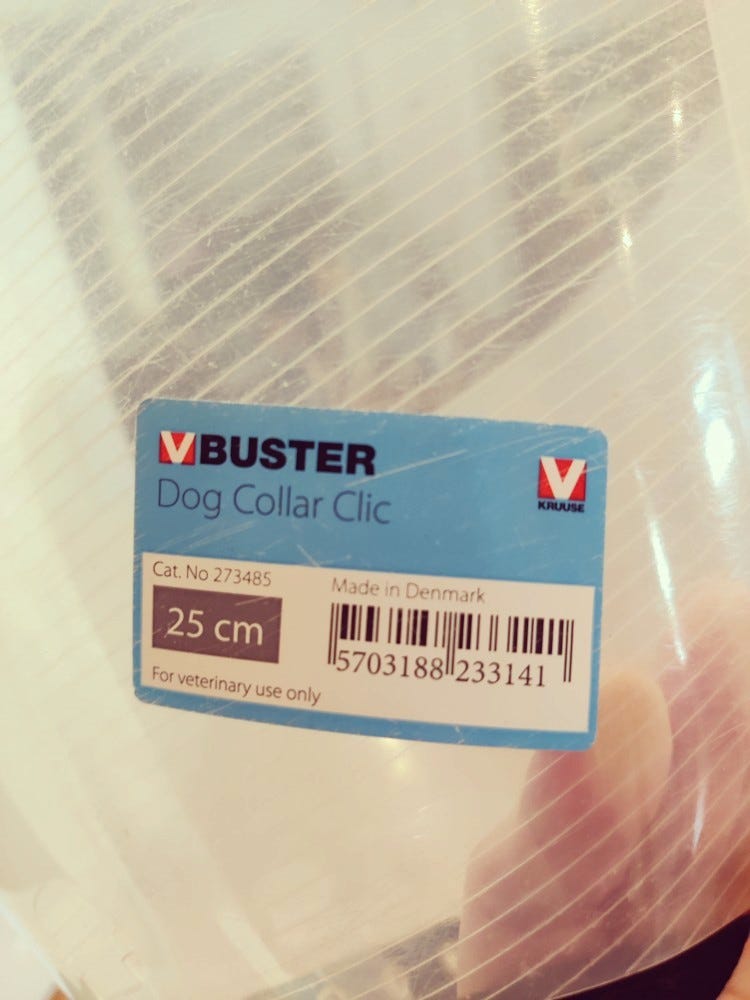 V BUSTER
Dog Collar Clic
V
KRUUSE
Cat. No 273485
25 cm
For veterinary use only
Made in Denmark
5703188 233141